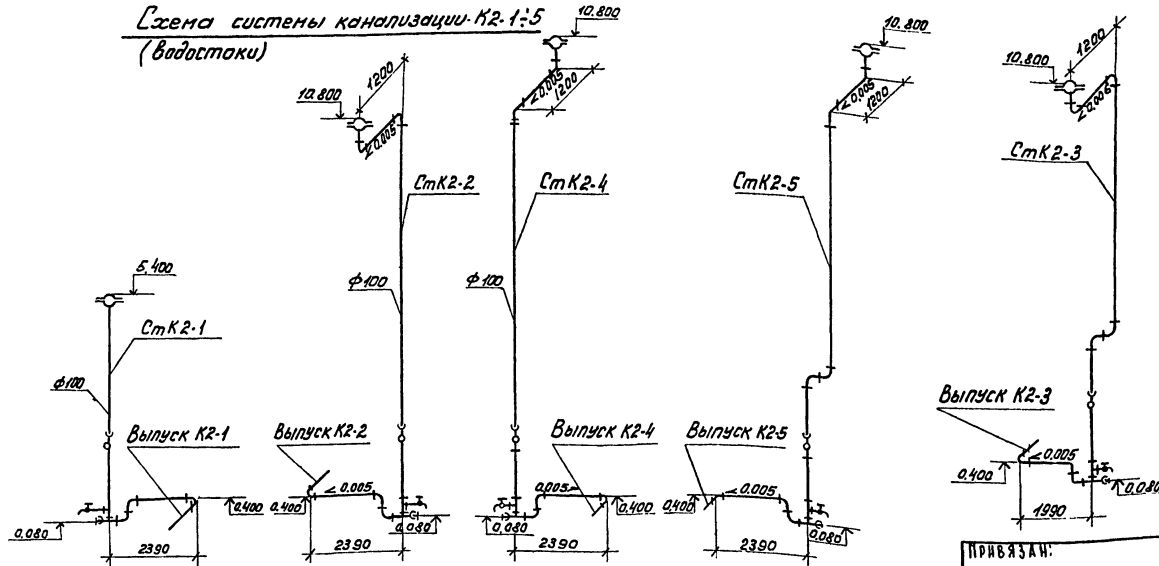 Схема системы канализации-К2-1÷5
(водостоки)
5,400
СтК2-1
ф100
Выпуск К2-1
0.080
0.400
2390
1200
10.800
∠0.005
СтК2-2
ф100
Выпуск К2-2
∠0.005
0.400
0.080
2390
10.800
∠0.005
1200
СтК2-4
ф100
Выпуск К2-4
0.005
0.080
0.400
2390
10.800
∠0.005
1200
СтК2-5
Выпуск К2-5
∠0.005
0.400
0.080
2390
1200
10.800
∠0.005
СтК2-3
Выпуск К2-3
∠0.005
0.400
0.080
1990
ПРИВЯЗАН: